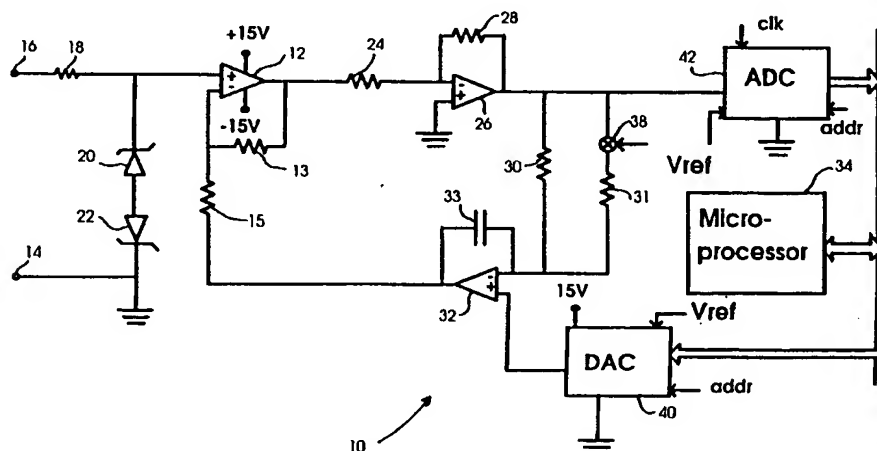 16
18
+15V
12
24
28
clk
42
ADC
26
38
addr
Vref
-15V
13
20
30
31
34
Micro-
processor
22
15
33
14
32
15V
Vref
DAC
addr
40
10